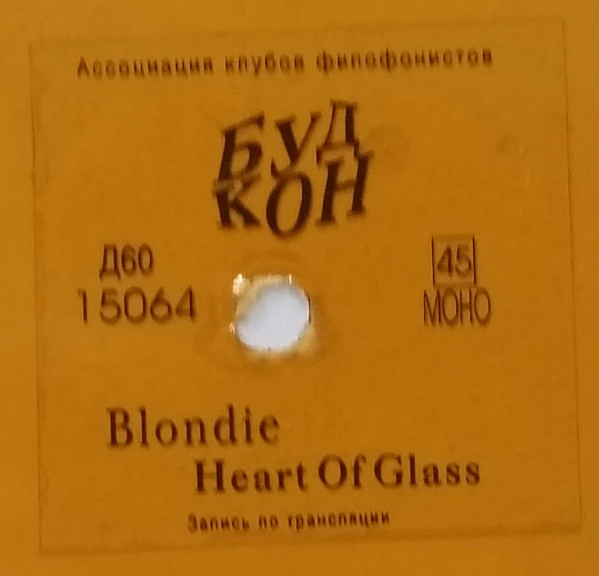 Ассоциация клубов филофонистов
БУД
КОН
Д60
15064
45
МОНО
Blondie
Heart Of Glass
Запись по трансляции